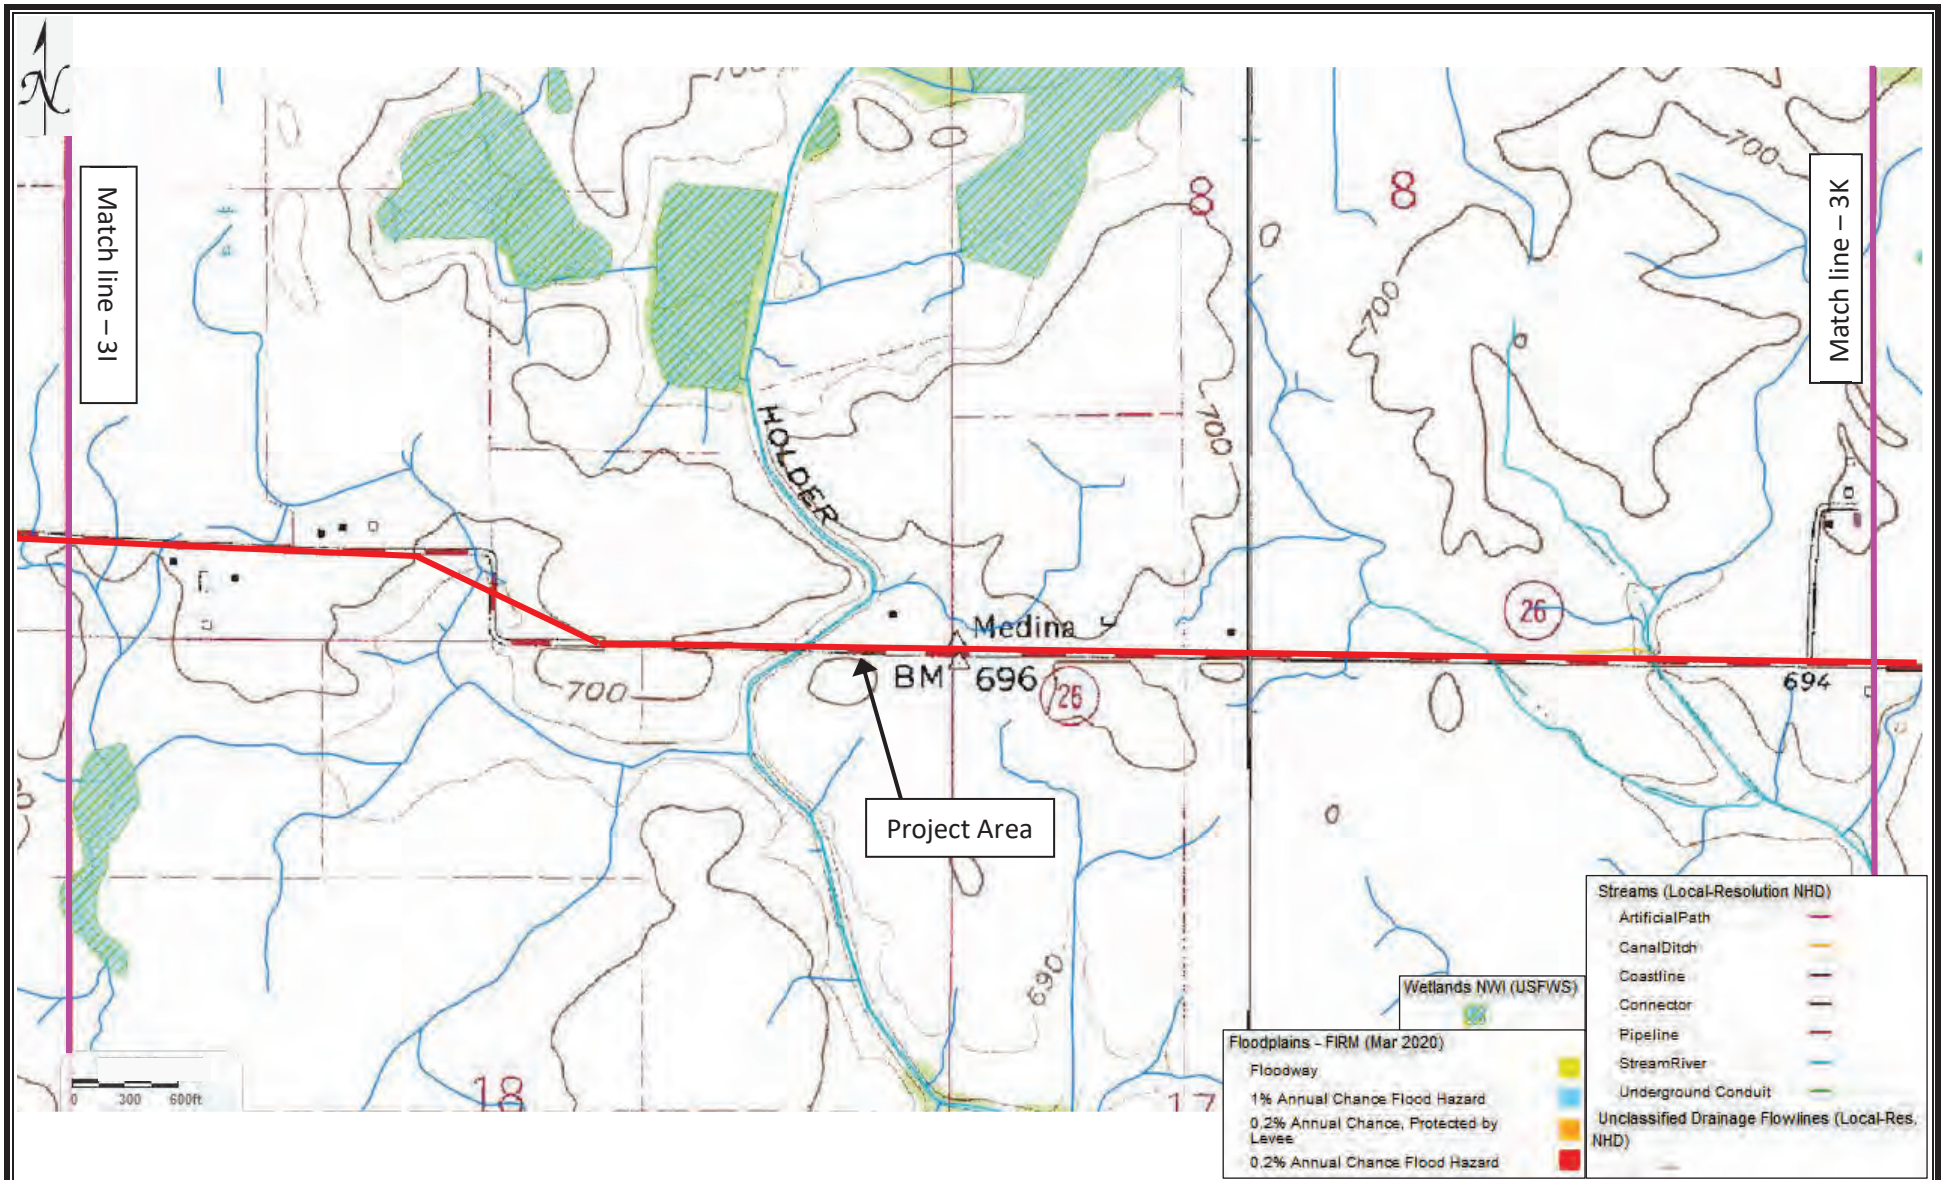 N
Match line – 3I
Match line – 3K
700
8
8
700
700
700
HOLDER
26
Medina
BM 696
26
700
694
Project Area
690
18
17
0 300 600ft
Wetlands NWI (USFWS)
Floodplains - FIRM (Mar 2020)
Floodway
1% Annual Chance Flood Hazard
0.2% Annual Chance, Protected by
Levee
0.2% Annual Chance Flood Hazard
Streams (Local-Resolution NHD)
ArtificialPath
CanalDitch
Coastline
Connector
Pipeline
StreamRiver
Underground Conduit
Unclassified Drainage Flowlines (Local-Res.
NHD)